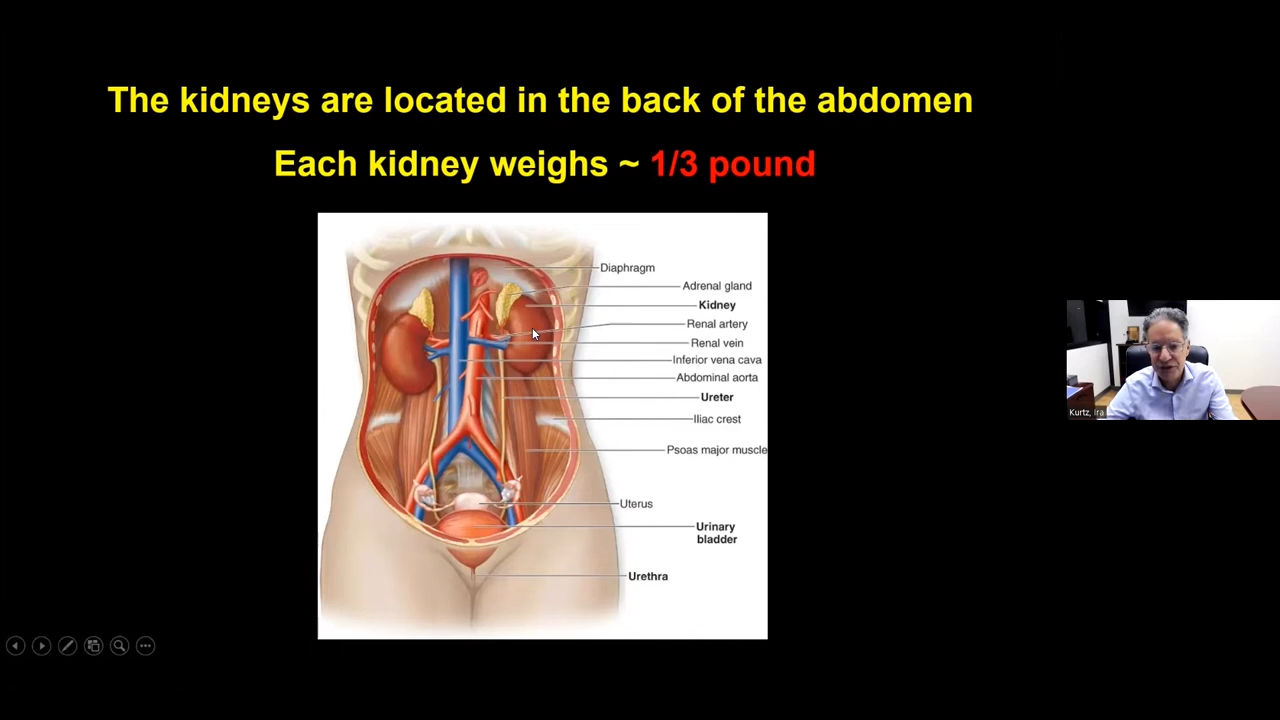 The kidneys are located in the back of the abdomen
Each kidney weighs ~ 1/3 pound
Diaphragm
Adrenal gland
Kidney
Renal artery
Renal vein
Inferior vena cava
Abdominal aorta
Ureter
Iliac crest
Psoas major muscle
Uterus
Urinary
bladder
Urethra
Kurtz, Ira